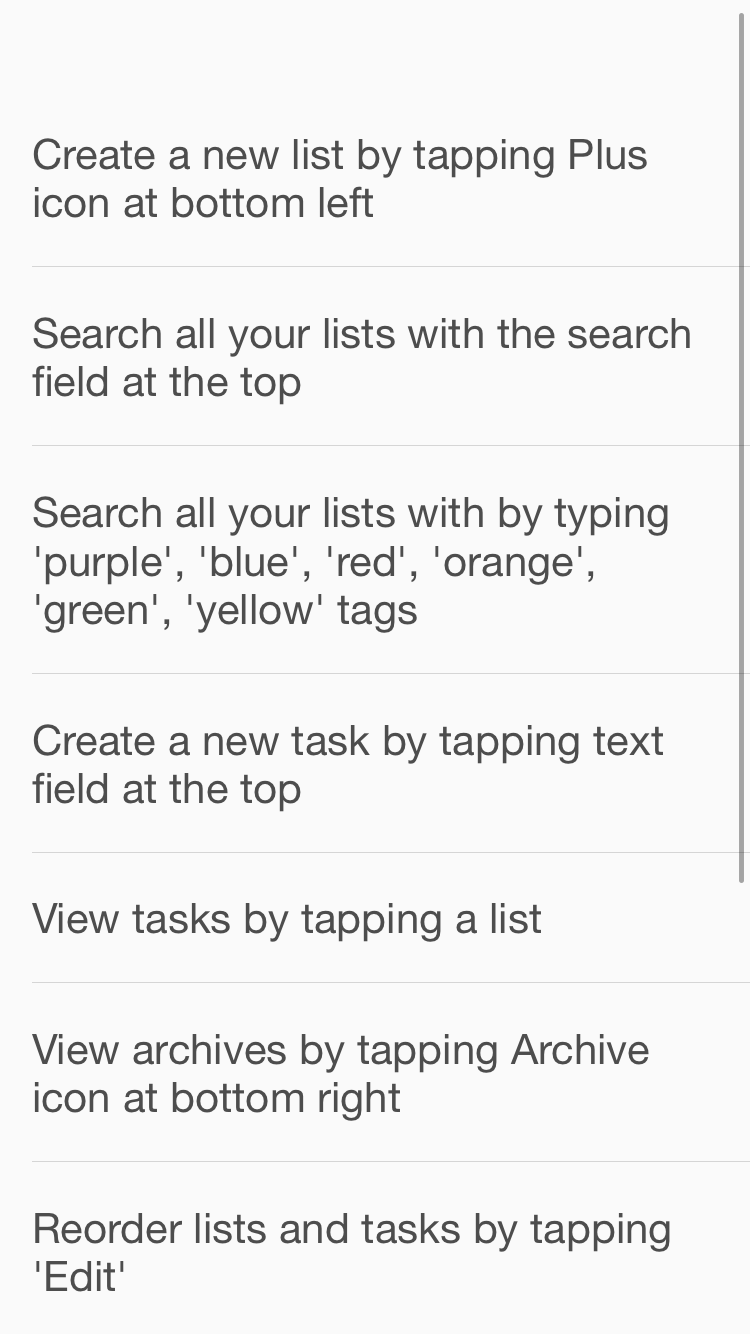 Create a new list by tapping Plus
icon at bottom left
Search all your lists with the search
field at the top
Search all your lists with by typing
'purple', 'blue', 'red', 'orange',
'green', 'yellow' tags
Create a new task by tapping text
field at the top
View tasks by tapping a list
View archives by tapping Archive
icon at bottom right
Reorder lists and tasks by tapping
'Edit'